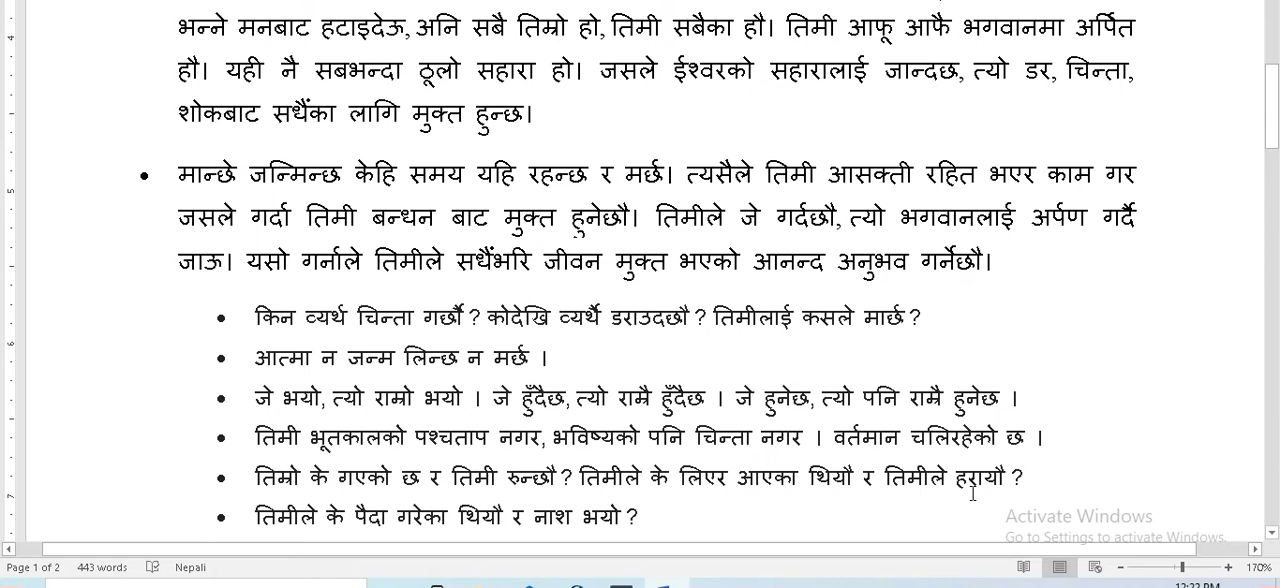 भन्ने मनबाट हटाइदेऊ, अनि सबै तिम्रो हो, तिमी सबैका हौ। तिमी आफू आफै भगवानमा अर्पित
हौ। यही नै सबभन्दा ठूलो सहारा हो। जसले ईश्वरको सहारालाई जान्दछ, त्यो डर, चिन्ता,
शोकबाट सधैंका लागि मुक्त हुन्छ।
• मान्छे जन्मिन्छ केहि समय यहि रहन्छ र मर्छ। त्यसैले तिमी आसक्ती रहित भएर काम गर
जसले गर्दा तिमी बन्धन बाट मुक्त हुनेछौ। तिमीले जे गर्दछौ, त्यो भगवानलाई अर्पण गर्दै
जाऊ। यसो गर्नाले तिमीले सधैंभरि जीवन मुक्त भएको आनन्द अनुभव गर्नेछौ।
• किन व्यर्थ चिन्ता गर्छौ? कोदेखि व्यर्थै डराउदछौ? तिमीलाई कसले मार्छ?
• आत्मा न जन्म लिन्छ न मर्छ ।
• जे भयो, त्यो राम्रो भयो । जे हुँदैछ, त्यो राम्रै हुँदैछ । जे हुनेछ, त्यो पनि राम्रै हुनेछ ।
• तिमी भूतकालको पश्चताप नगर, भविष्यको पनि चिन्ता नगर । वर्तमान चलिरहेको छ ।
• तिम्रो के गएको छ र तिमी रुन्छौ? तिमीले के लिएर आएका थियौ र तिमीले हरायौ?
• तिमीले के पैदा गरेका थियौ र नाश भयो?
Activate Windows
Go to Settings to activate Windows.
Page 1 of 2 443 words Nepali 170%